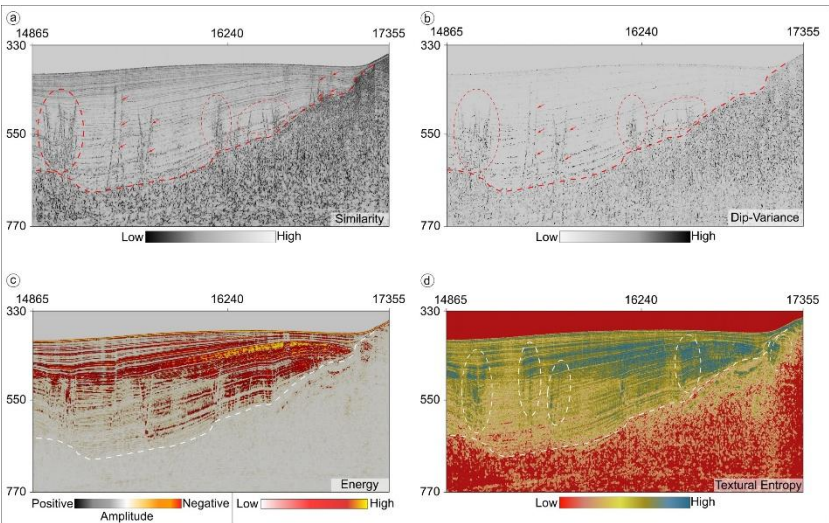 a
14865 16240 17355
330
550
770
Similarity
Low High
b
14865 16240 17355
330
550
770
Dip-Variance
Low High
c
14865 16240 17355
330
550
770
Energy
Positive Negative
Amplitude
Low High
d
14865 16240 17355
330
550
770
Textural Entropy
Low High